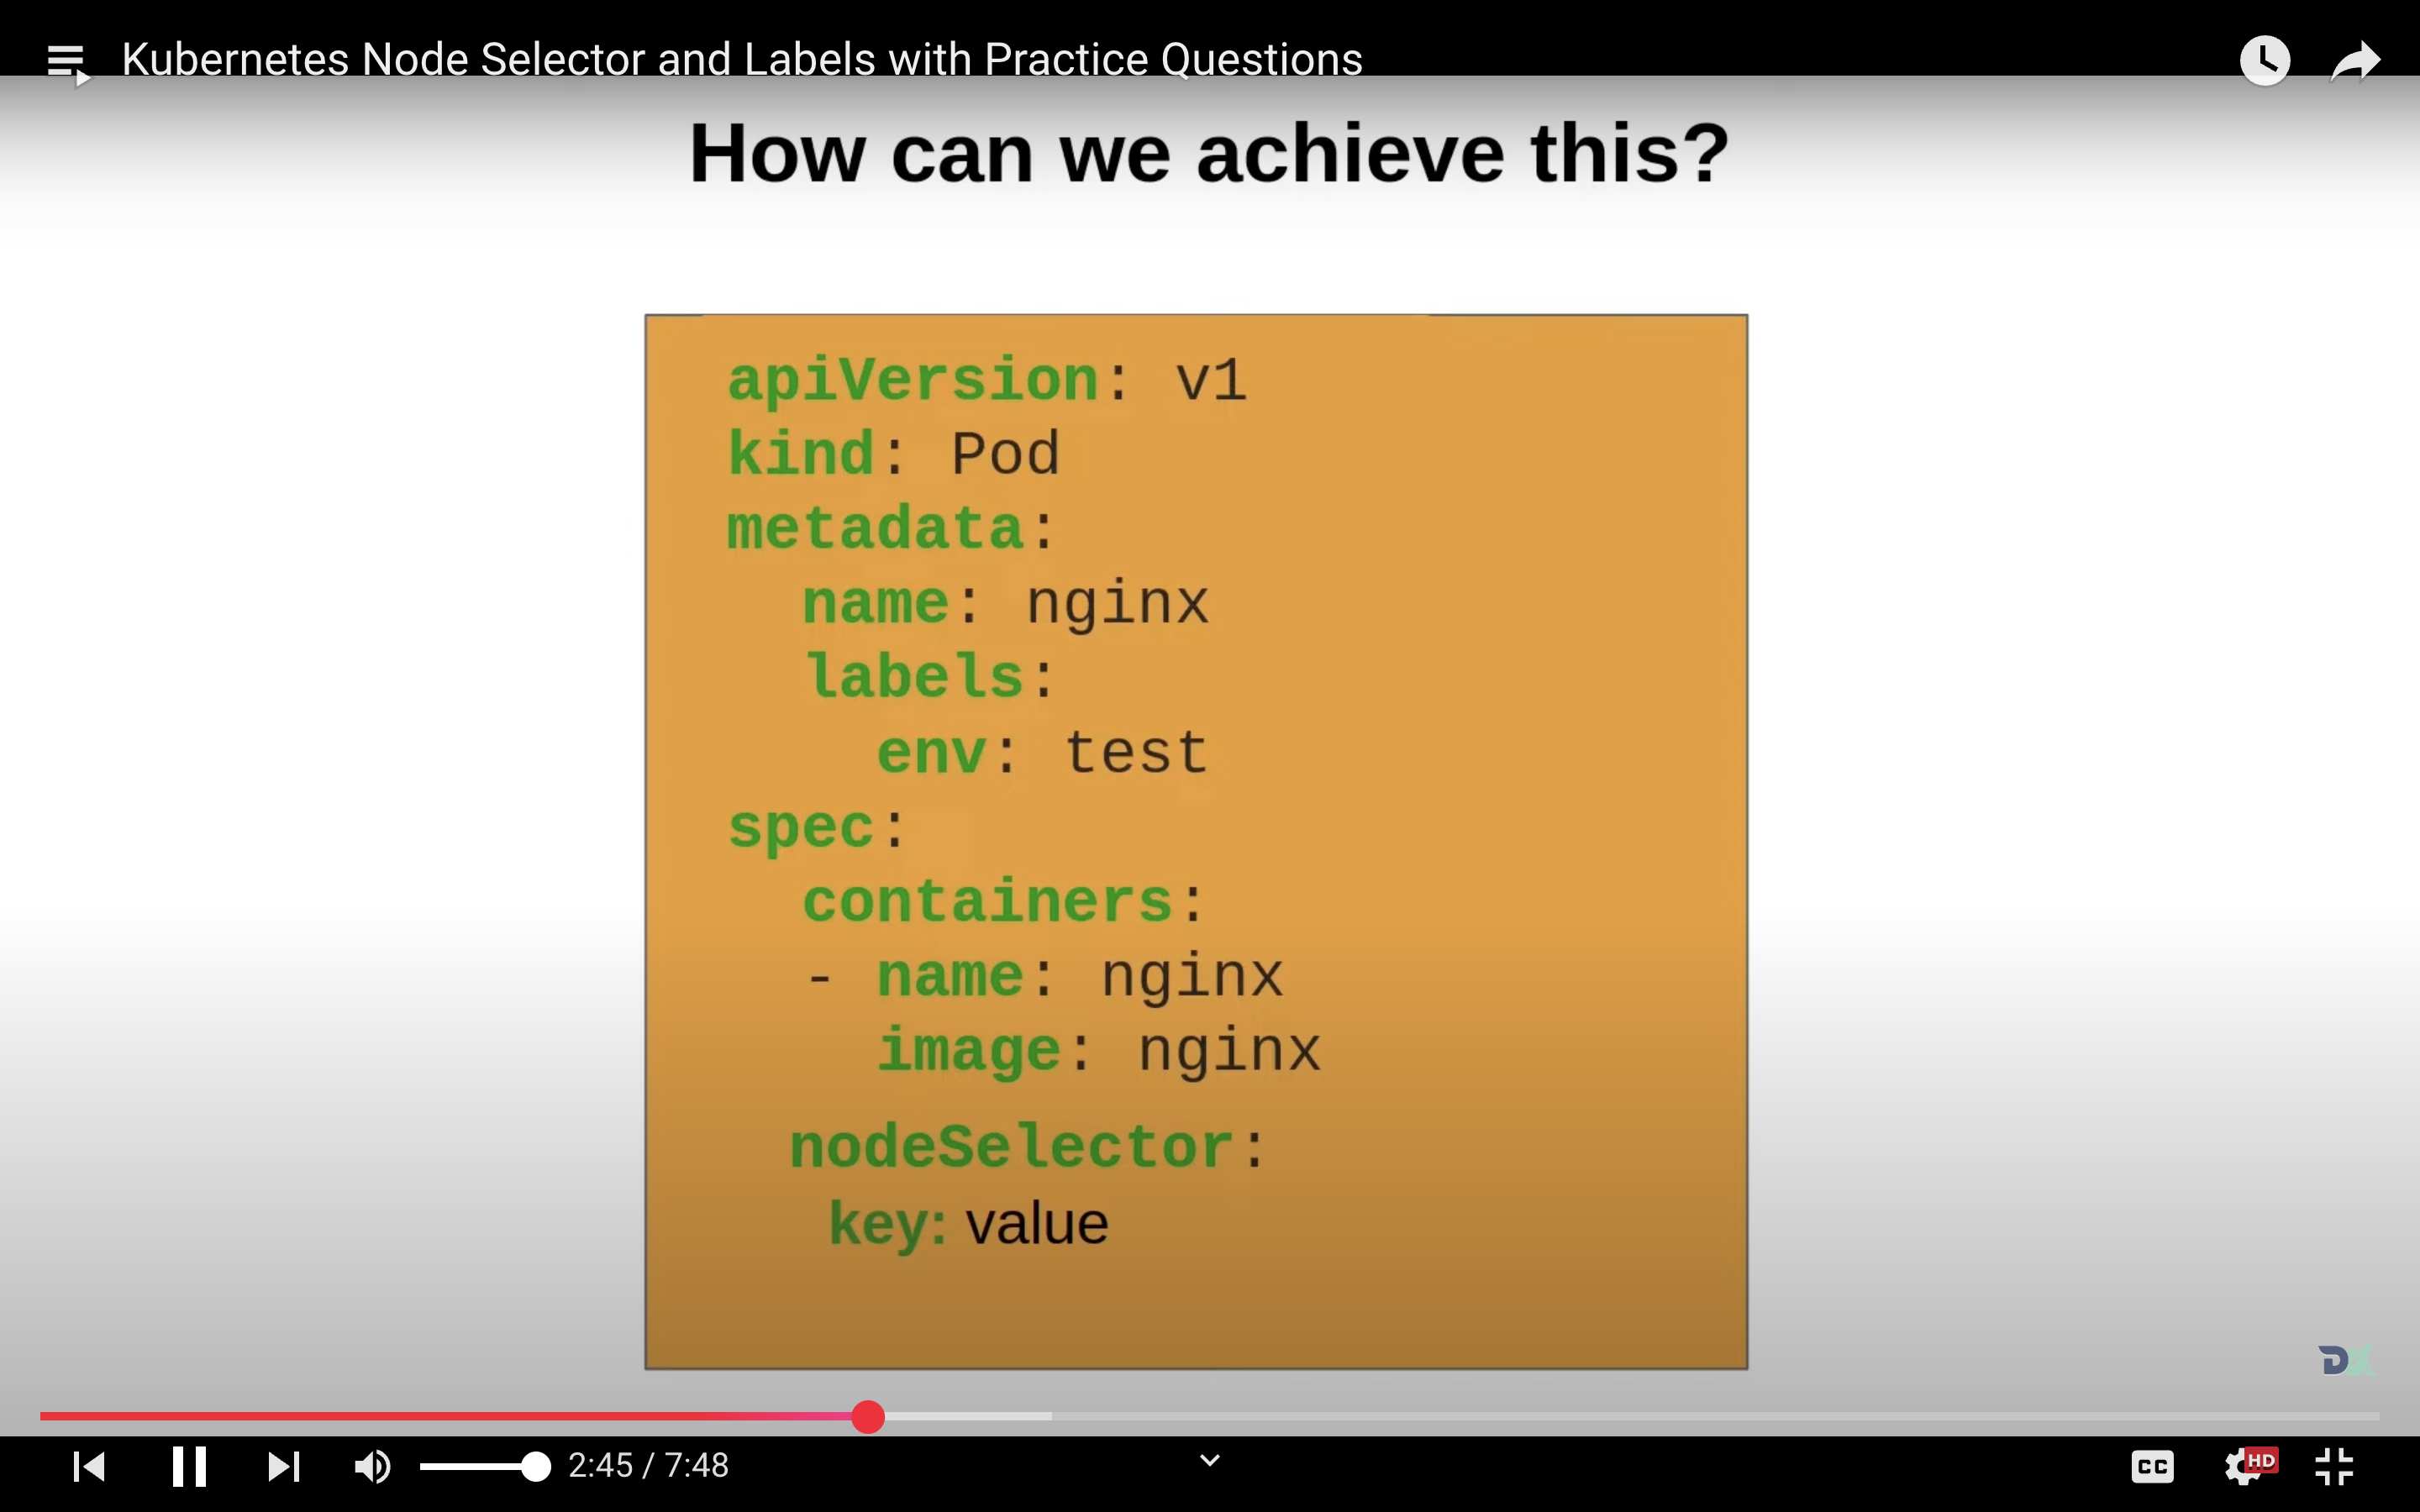 Kubernetes Node Selector and Labels with Practice Questions
How can we achieve this?
apiVersion: v1
kind: Pod
metadata:
name: nginx
labels:
env: test
spec:
containers:
- name: nginx
image: nginx
nodeSelector:
key: value
DX
2:45 / 7:48
CC
HD